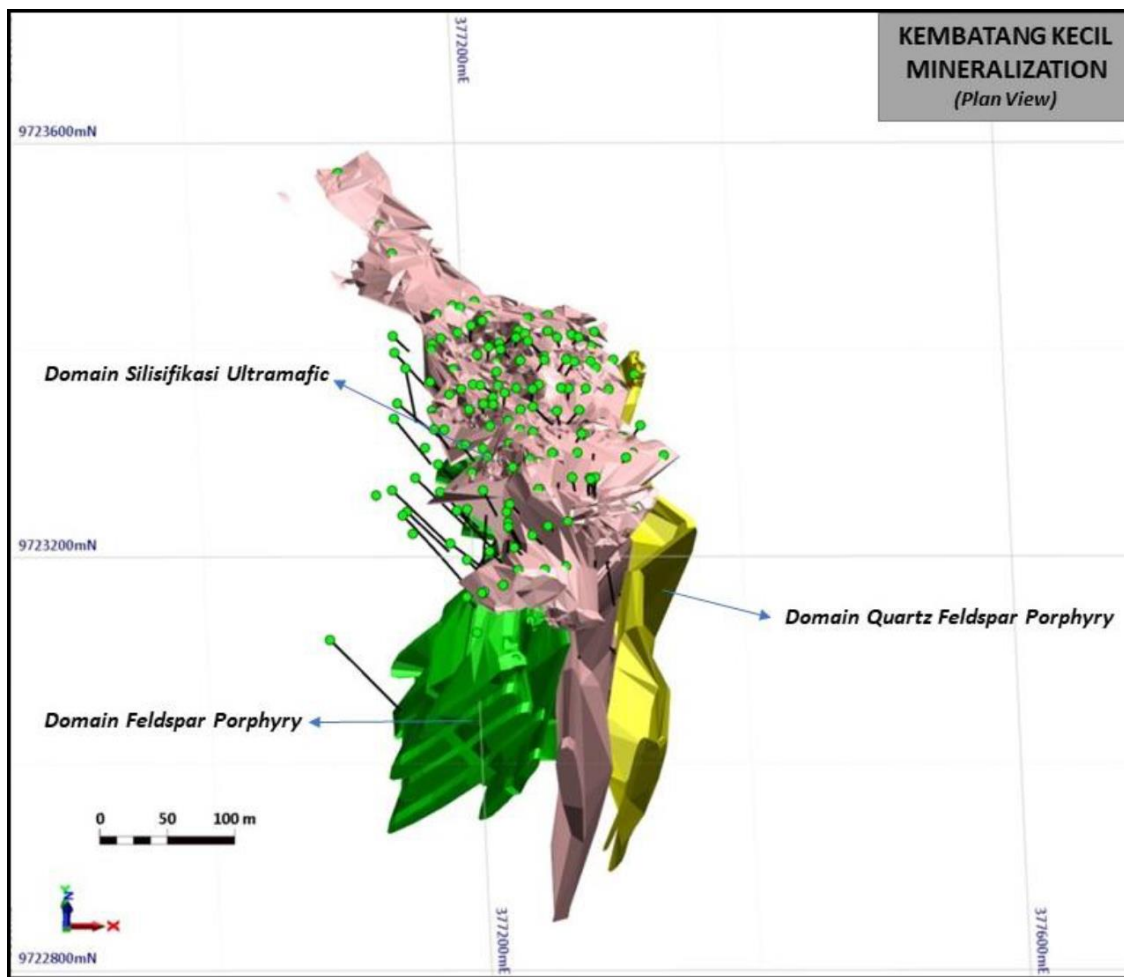 KEMBATANG KECIL
MINERALIZATION
(Plan View)
377200mE
9723600mN
Domain Silisifikasi Ultramafic
9723200mN
Domain Quartz Feldspar Porphyry
Domain Feldspar Porphyry
0 50 100 m
N
X
377200mE
377600mE
9722800mN